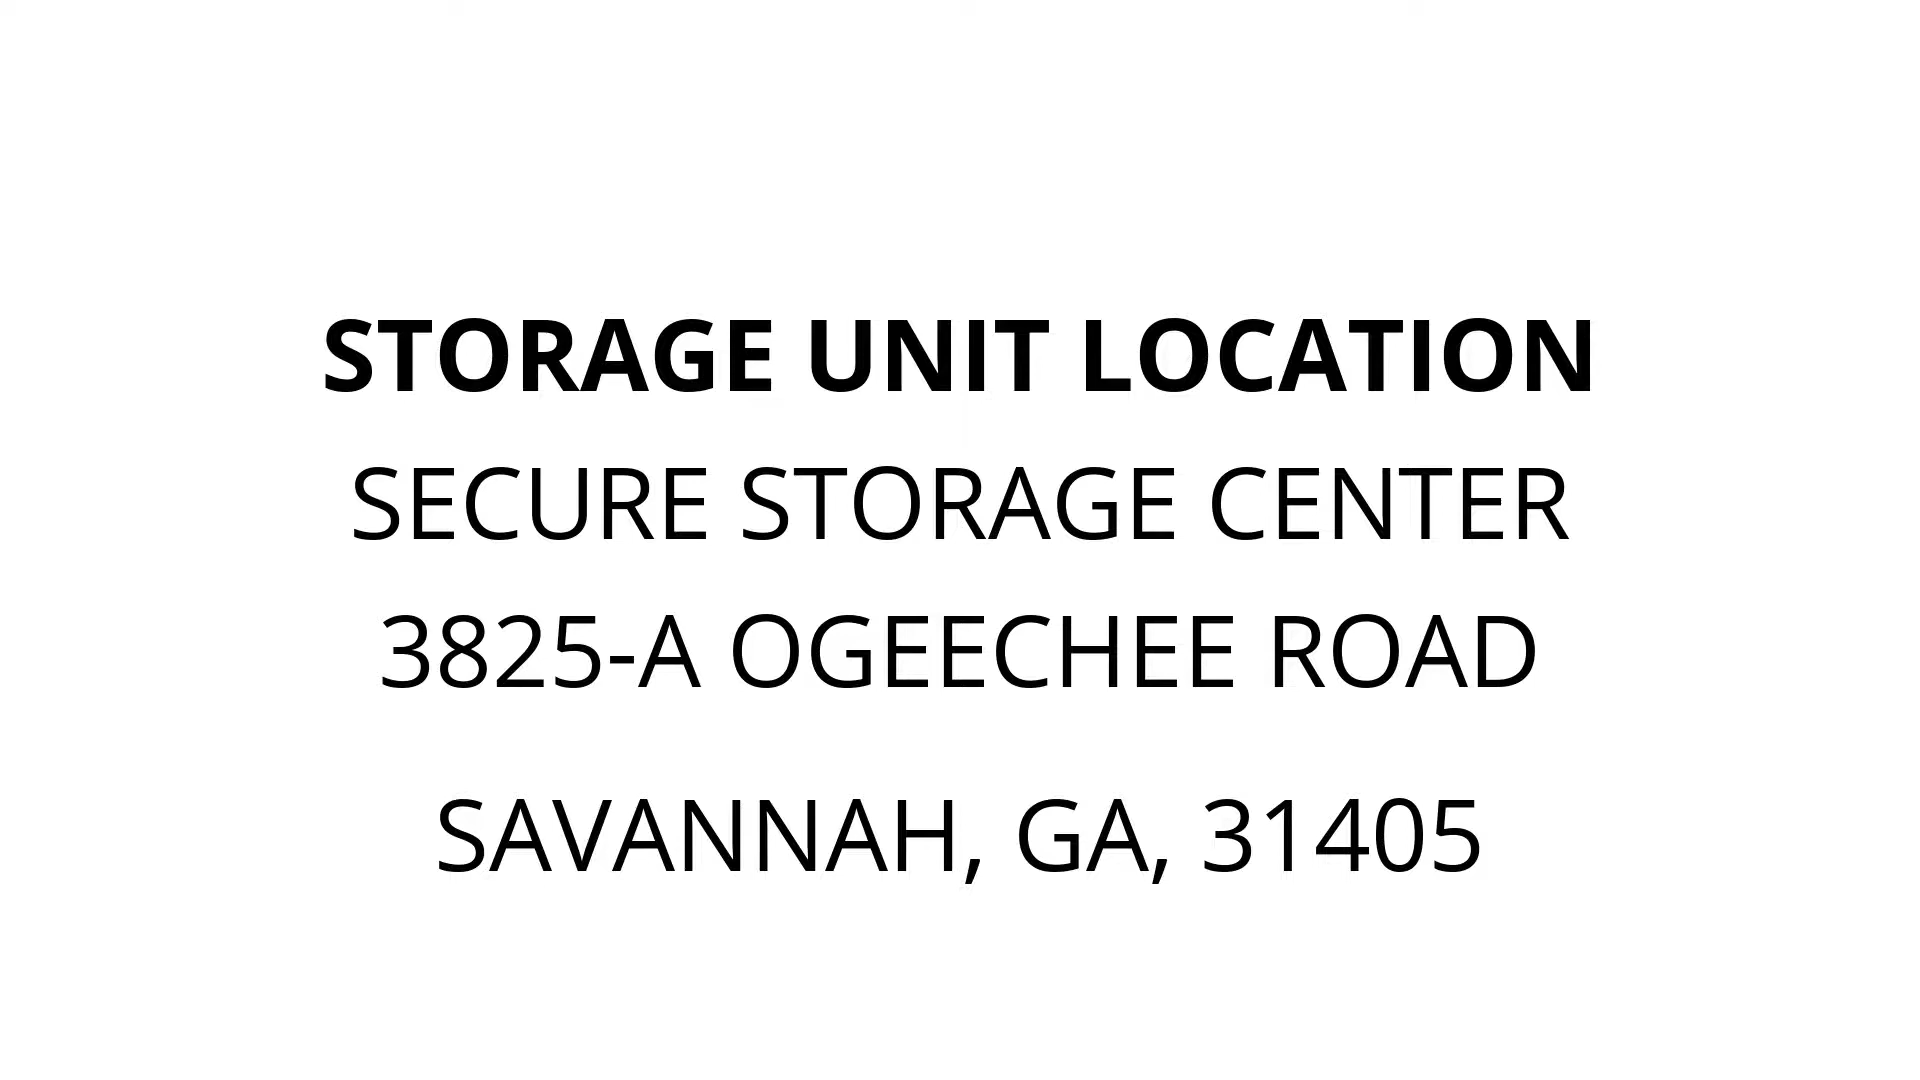 STORAGE UNIT LOCATION
SECURE STORAGE CENTER
3825-A OGEECHEE ROAD
SAVANNAH, GA, 31405